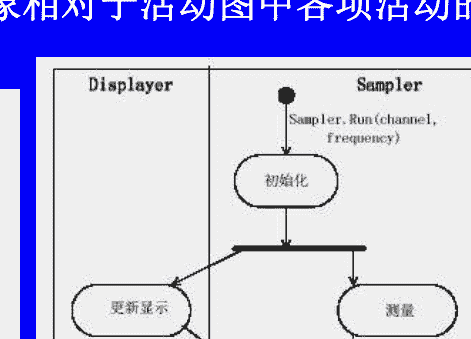 相对于活动图中各项活动的
Displayer
Sampler
Sampler.Run(channel,
frequency)
初始化
更新显示
测量